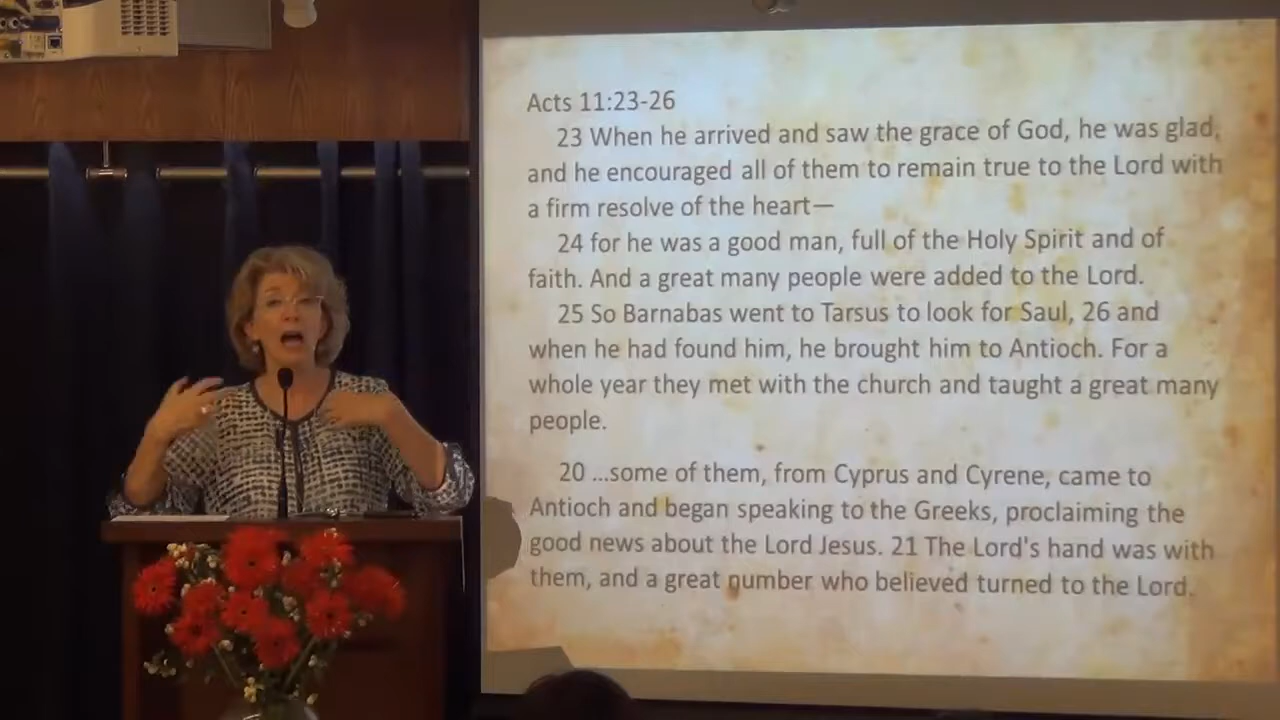 Acts 11:23-26
23 When he arrived and saw the grace of God, he was glad,
and he encouraged all of them to remain true to the Lord with
a firm resolve of the heart—
24 for he was a good man, full of the Holy Spirit and of
faith. And a great many people were added to the Lord.
25 So Barnabas went to Tarsus to look for Saul, 26 and
when he had found him, he brought him to Antioch. For a
whole year they met with the church and taught a great many
people.
20 ...some of them, from Cyprus and Cyrene, came to
Antioch and began speaking to the Greeks, proclaiming the
good news about the Lord Jesus. 21 The Lord's hand was with
them, and a great number who believed turned to the Lord.